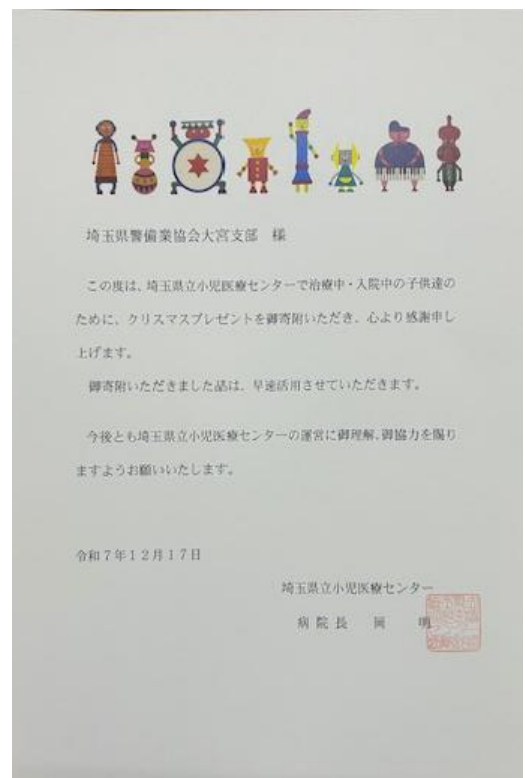 埼玉県警備業協会大宮支部　様
この度は、埼玉県立小児医療センターで治療中・入院中の子供達の
ために、クリスマスプレゼントを御寄附いただき、心より感謝申し
上げます。
御寄附いただきました品は、早速活用させていただきます。
今後とも埼玉県立小児医療センターの運営に御理解、御協力を賜り
ますようお願いいたします。
令和７年１２月１７日
埼玉県立小児医療センター
病院長　岡　明